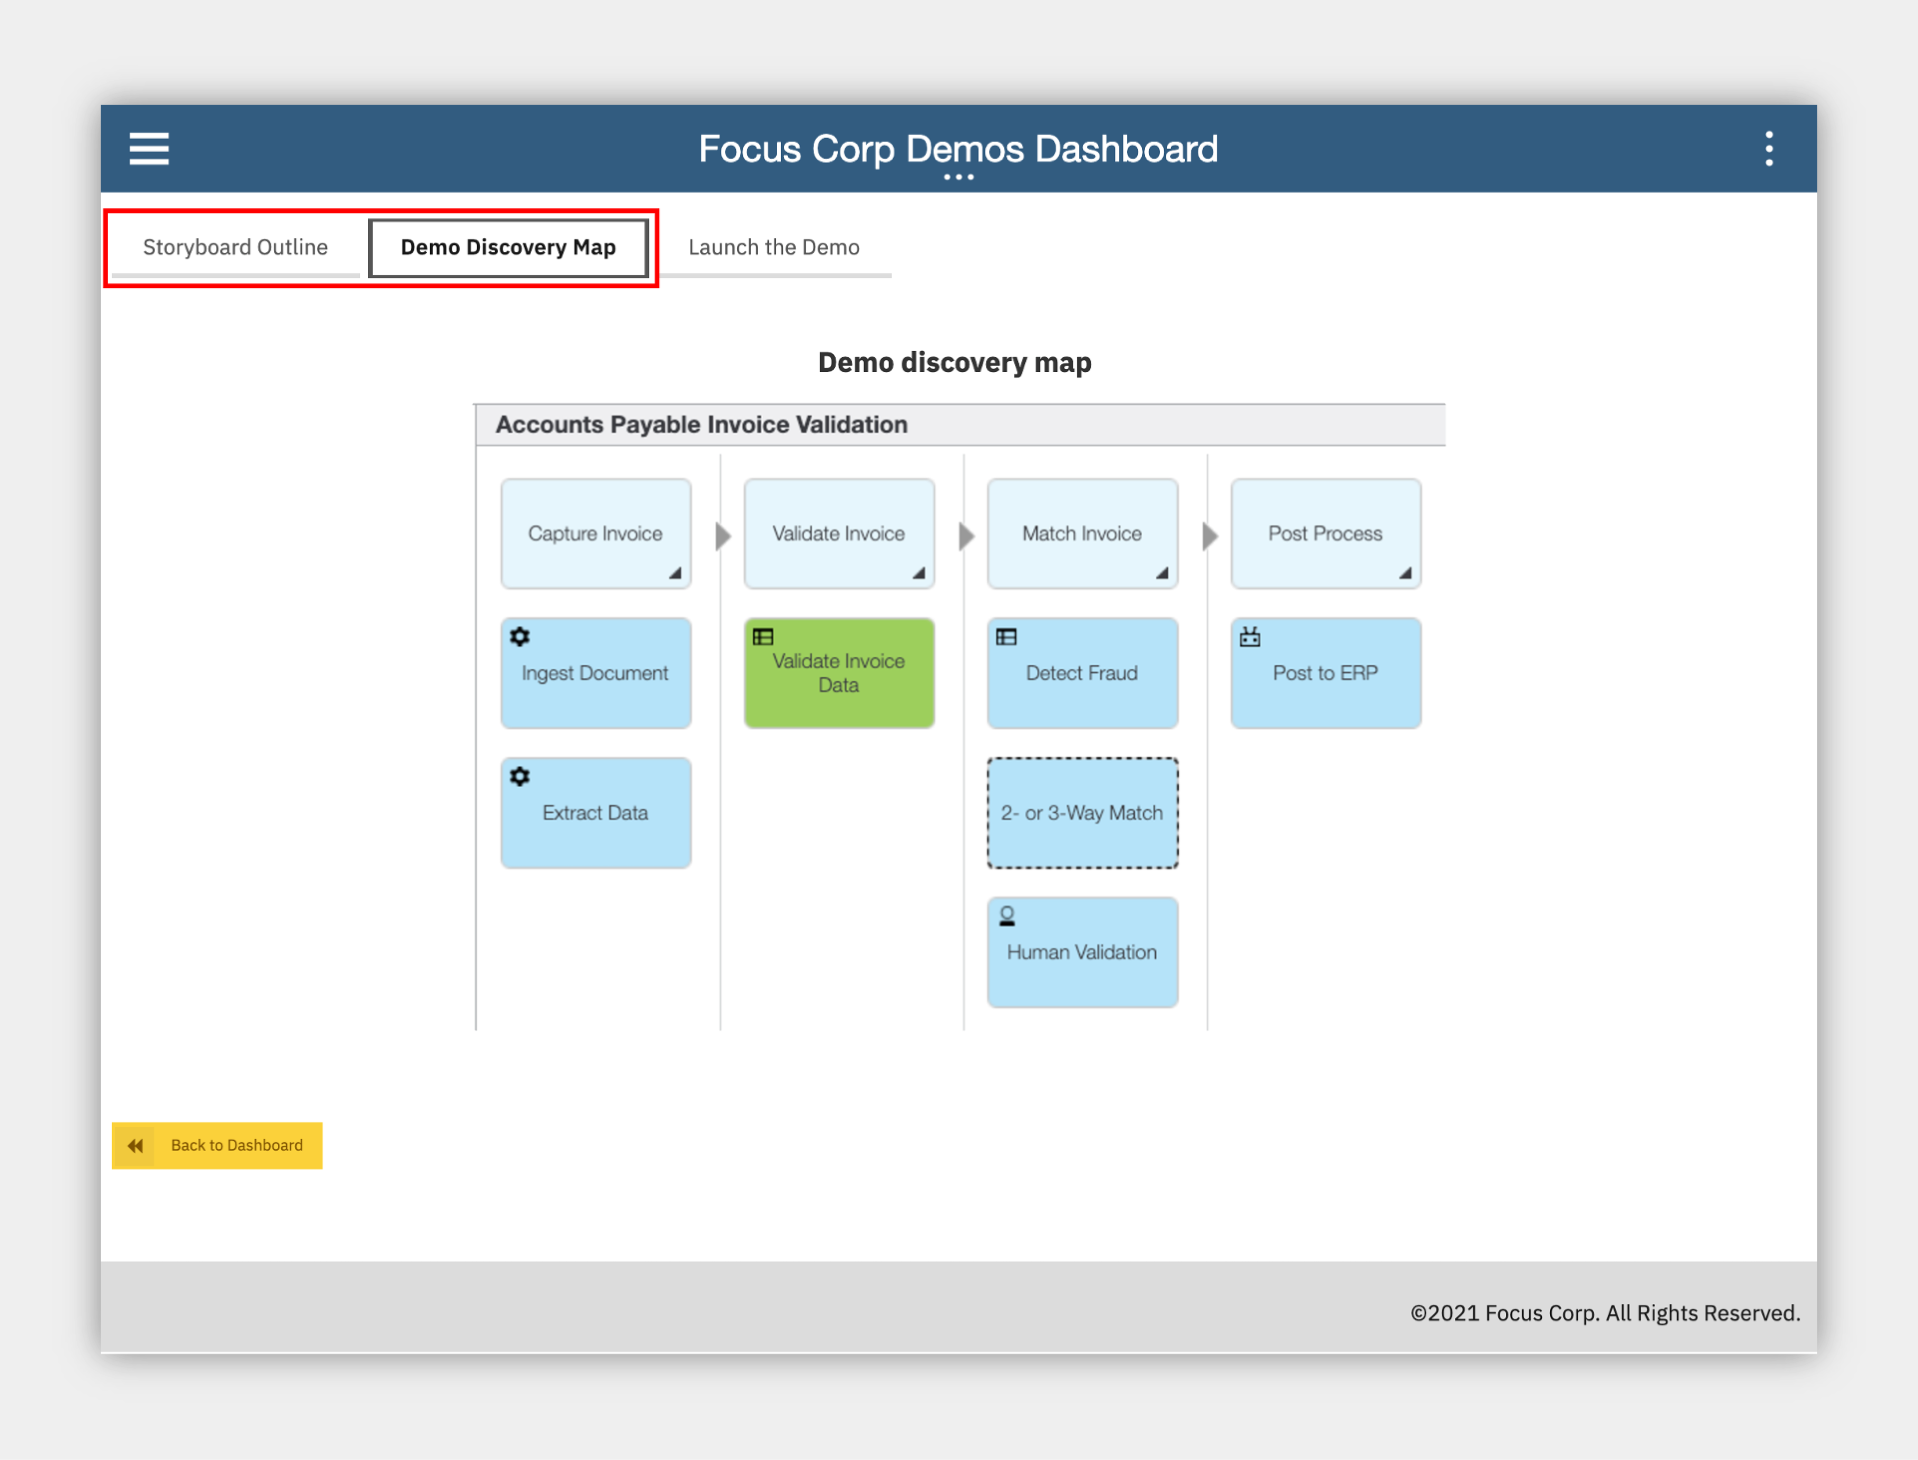 Focus Corp Demos Dashboard
Storyboard Outline
Demo Discovery Map
Launch the Demo
Demo discovery map
Accounts Payable Invoice Validation
Capture Invoice
Validate Invoice
Match Invoice
Post Process
Ingest Document
Validate Invoice
Data
Detect Fraud
Post to ERP
Extract Data
2- or 3-Way Match
Human Validation
Back to Dashboard
©2021 Focus Corp. All Rights Reserved.